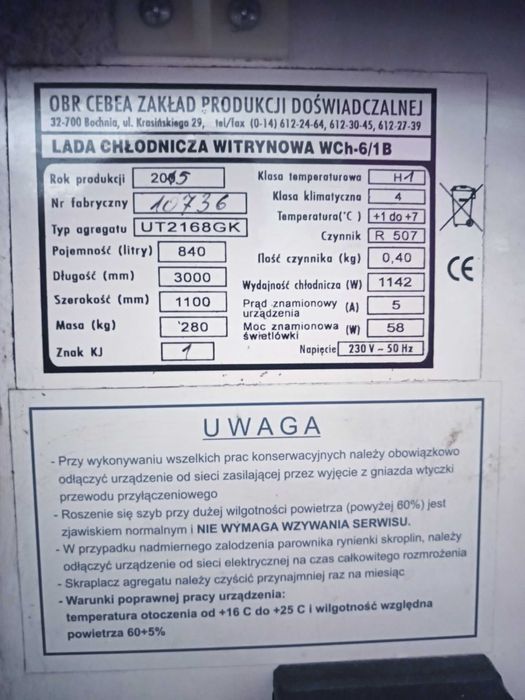 OBR CEBEA ZAKŁAD PRODUKCJI DOŚWIADCZALNEJ
32-700 Bochnia, ul. Krasińskiego 29, tel/fax (0-14) 612-24-64, 612-30-45, 612-27-39
LADA CHŁODNICZA WITRYNOWA WCh-6/1B
Rok produkcji 2005
Nr fabryczny 10736
Typ agregatu UT2168GK
Pojemność (litry) 840
Długość (mm) 3000
Szerokość (mm) 1100
Masa (kg) 280
Znak KJ 1
Klasa temperaturowa H1
Klasa klimatyczna 4
Temperatura(°C) +1 do +7
Czynnik R 507
Ilość czynnika (kg) 0,40
Wydajność chłodnicza (W) 1142
Prąd znamionowy urządzenia (A) 5
Moc znamionowa świetlówki (W) 58
Napięcie 230 V ~ 50 Hz
CE
UWAGA
- Przy wykonywaniu wszelkich prac konserwacyjnych należy obowiązkowo
odłączyć urządzenie od sieci zasilającej przez wyjęcie z gniazda wtyczki
przewodu przyłączeniowego
- Roszenie się szyb przy dużej wilgotności powietrza (powyżej 60%) jest
zjawiskiem normalnym i NIE WYMAGA WZYWANIA SERWISU.
- W przypadku nadmiernego zalodzenia parownika rynienki skroplin, należy
odłączyć urządzenie od sieci elektrycznej na czas całkowitego rozmrożenia
- Skraplacz agregatu należy czyścić przynajmniej raz na miesiąc
- Warunki poprawnej pracy urządzenia:
temperatura otoczenia od +16 C do +25 C i wilgotność względna
powietrza 60+5%